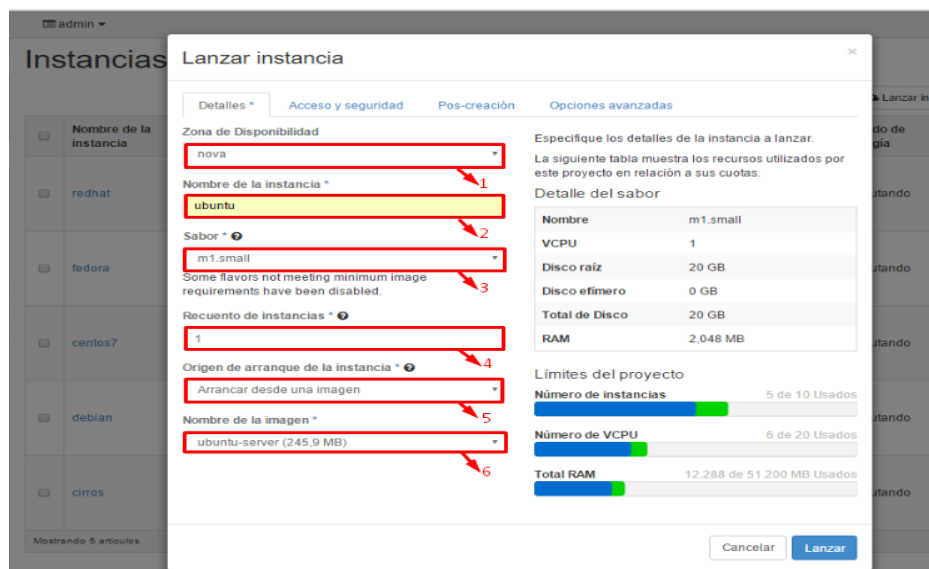 admin
Instancias
Lanzar instancia
×
Lanzar in
Detalles *
Acceso y seguridad
Pos-creación
Opciones avanzadas
Nombre de la
instancia
do de
gía
Zona de Disponibilidad
nova
1
Nombre de la instancia *
ubuntu
2
Sabor *
m1.small
3
Some flavors not meeting minimum image
requirements have been disabled.
Recuento de instancias *
1
4
Origen de arranque de la instancia *
Arrancar desde una imagen
5
Nombre de la imagen *
ubuntu-server (245,9 MB)
6
Especifique los detalles de la instancia a lanzar.
La siguiente tabla muestra los recursos utilizados por
este proyecto en relación a sus cuotas.
Detalle del sabor
Nombre m1.small
VCPU 1
Disco raíz 20 GB
Disco efímero 0 GB
Total de Disco 20 GB
RAM 2,048 MB
Límites del proyecto
Número de instancias 5 de 10 Usados
Número de VCPU 6 de 20 Usados
Total RAM 12.288 de 51.200 MB Usados
redhat
utando
fedora
utando
centos7
utando
debian
utando
cirros
utando
Mostrando 5 artículos
Cancelar
Lanzar